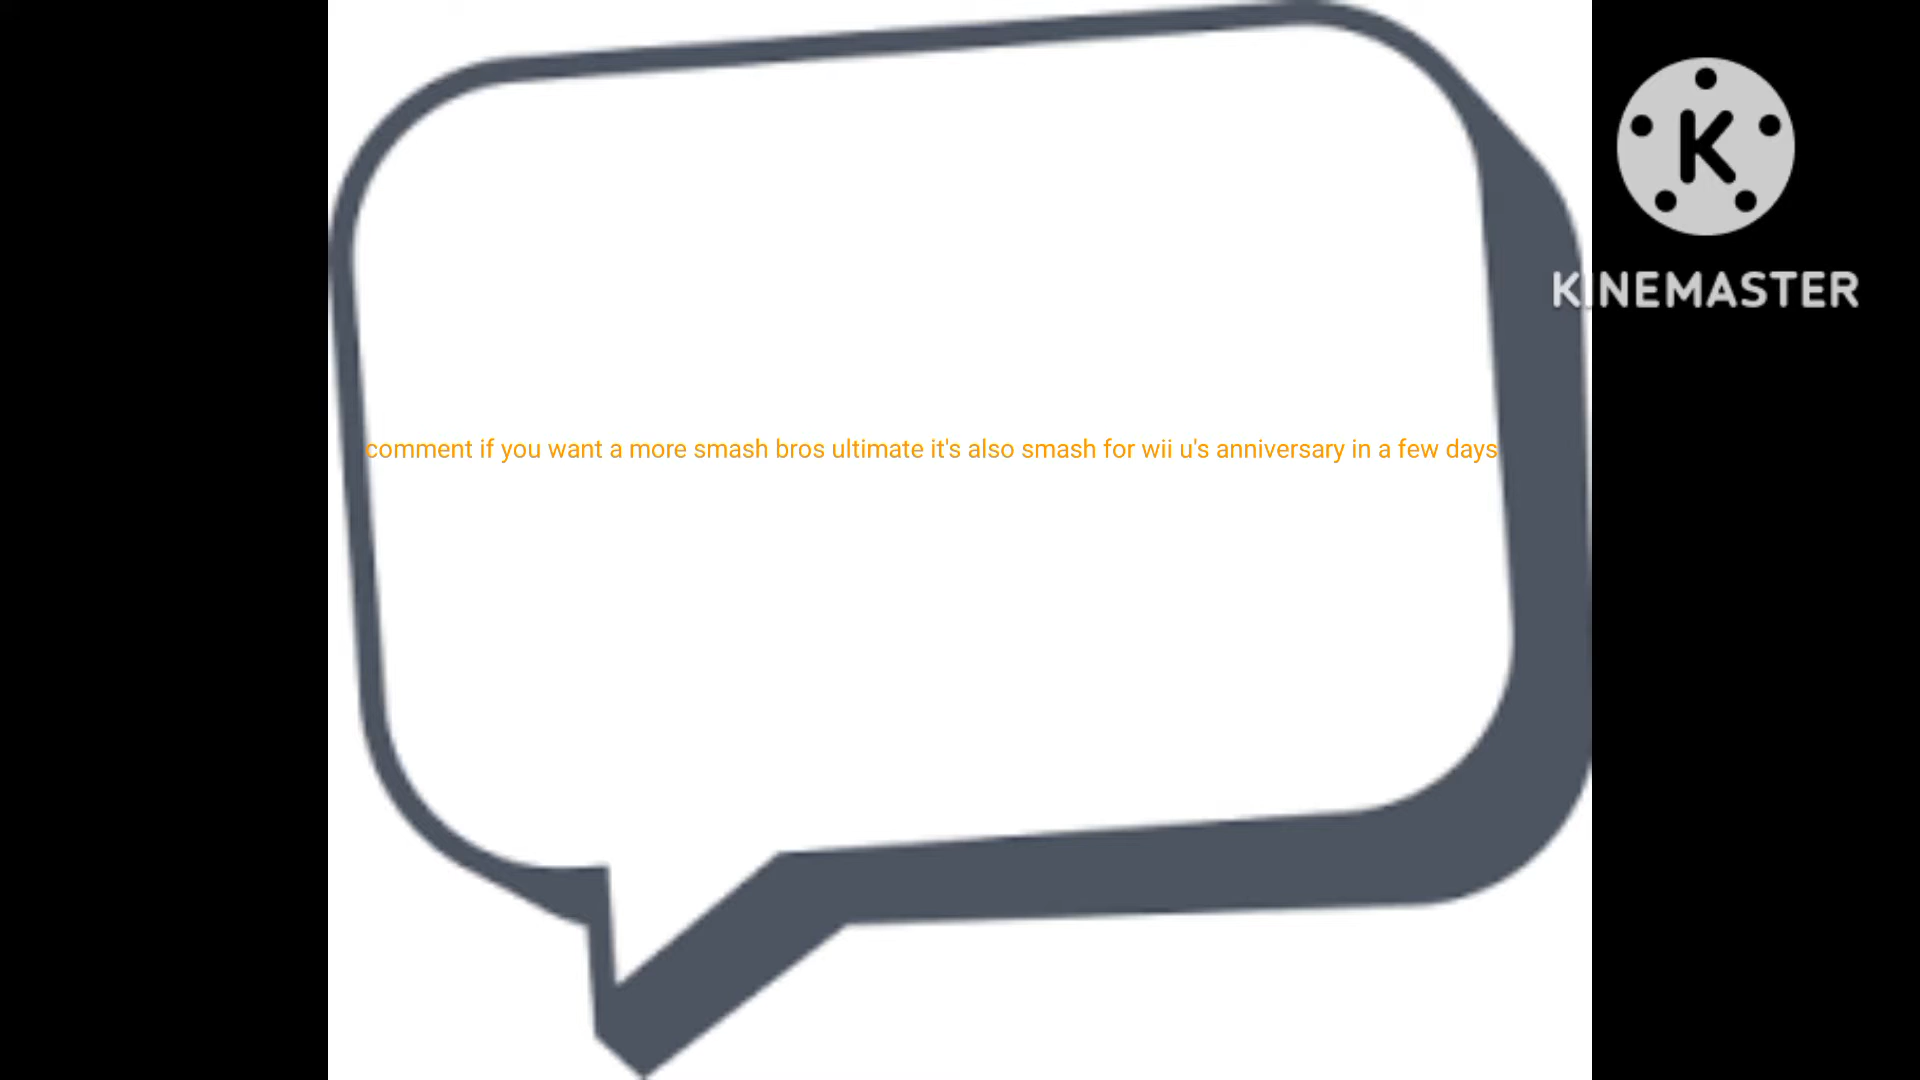 K
KINEMASTER
comment if you want a more smash bros ultimate it's also smash for wii u's anniversary in a few days